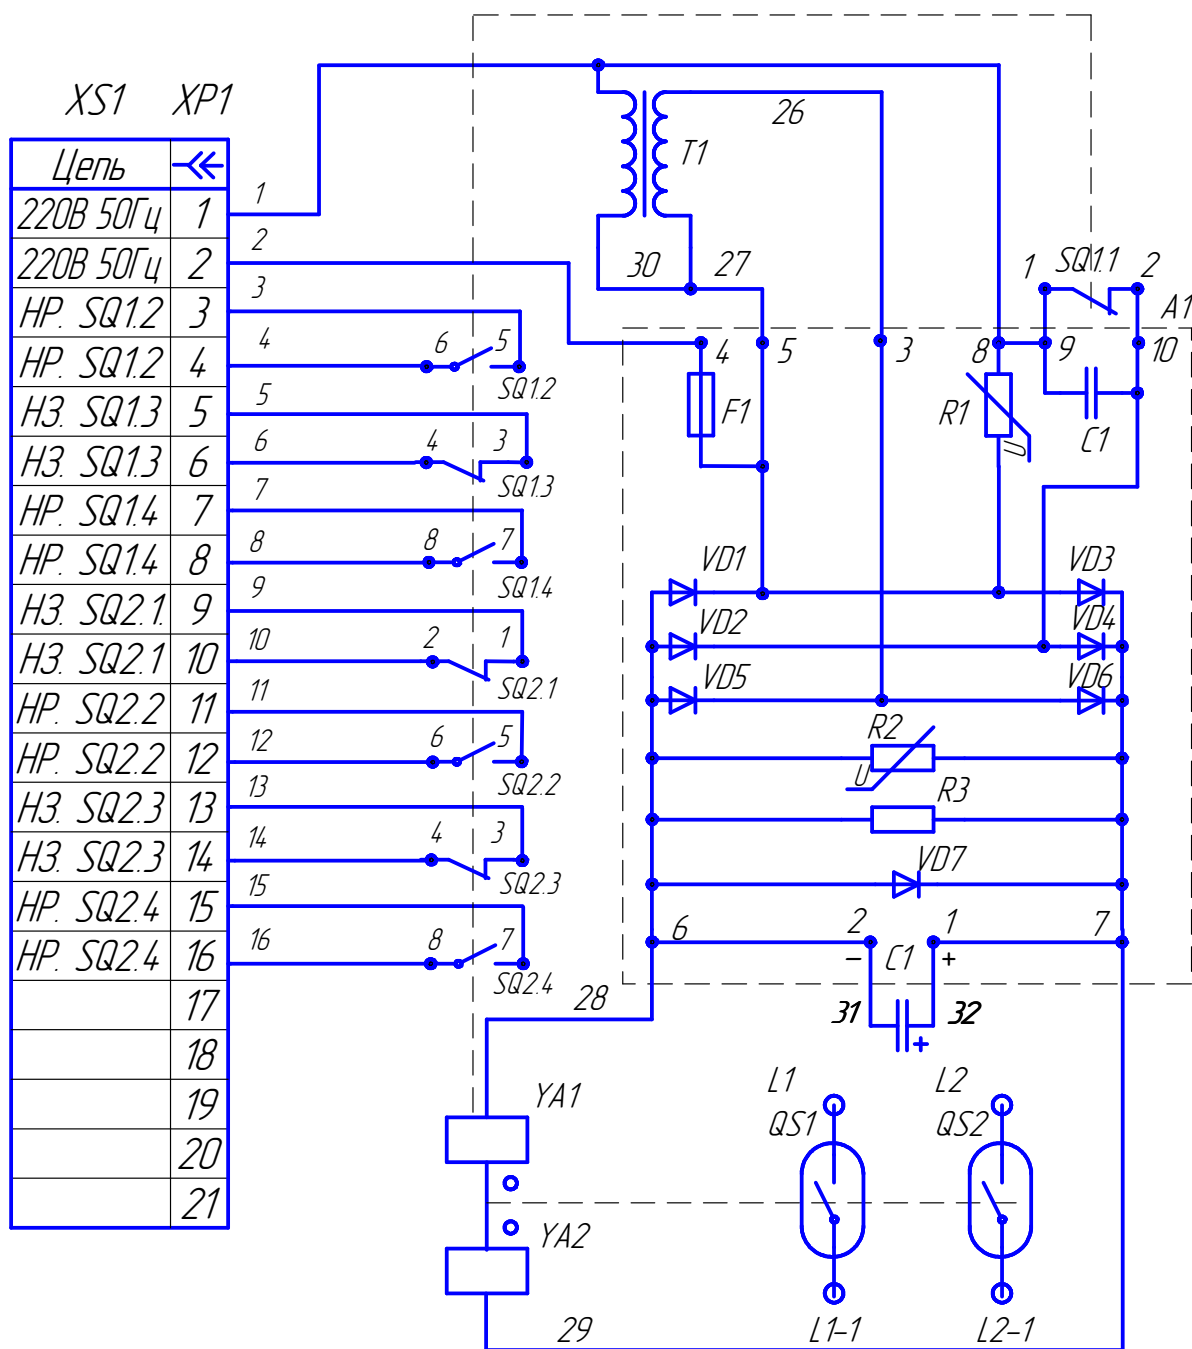 XS1 XP1
Цепь
220В 50Гц 1
220В 50Гц 2
НР. SQ1.2 3
НР. SQ1.2 4
НЗ. SQ1.3 5
НЗ. SQ1.3 6
НР. SQ1.4 7
НР. SQ1.4 8
НЗ. SQ2.1. 9
НЗ. SQ2.1 10
НР. SQ2.2 11
НР. SQ2.2 12
НЗ. SQ2.3 13
НЗ. SQ2.3 14
НР. SQ2.4 15
НР. SQ2.4 16
17
18
19
20
21
1
2
3
4
5
6
7
8
9
10
11
12
13
14
15
16
6 5
SQ1.2
4 3
SQ1.3
8 7
SQ1.4
2 1
SQ2.1
6 5
SQ2.2
4 3
SQ2.3
8 7
SQ2.4
26
T1
30 27
1 SQ1.1 2
A1
4 5 3 8 9 10
F1 R1 U C1
VD1 VD3
VD2 VD4
VD5 VD6
R2
U
R3
VD7
6 2 1 7
− C1 +
31 32
+
28
YA1
YA2
29
L1 L2
QS1 QS2
L1-1 L2-1